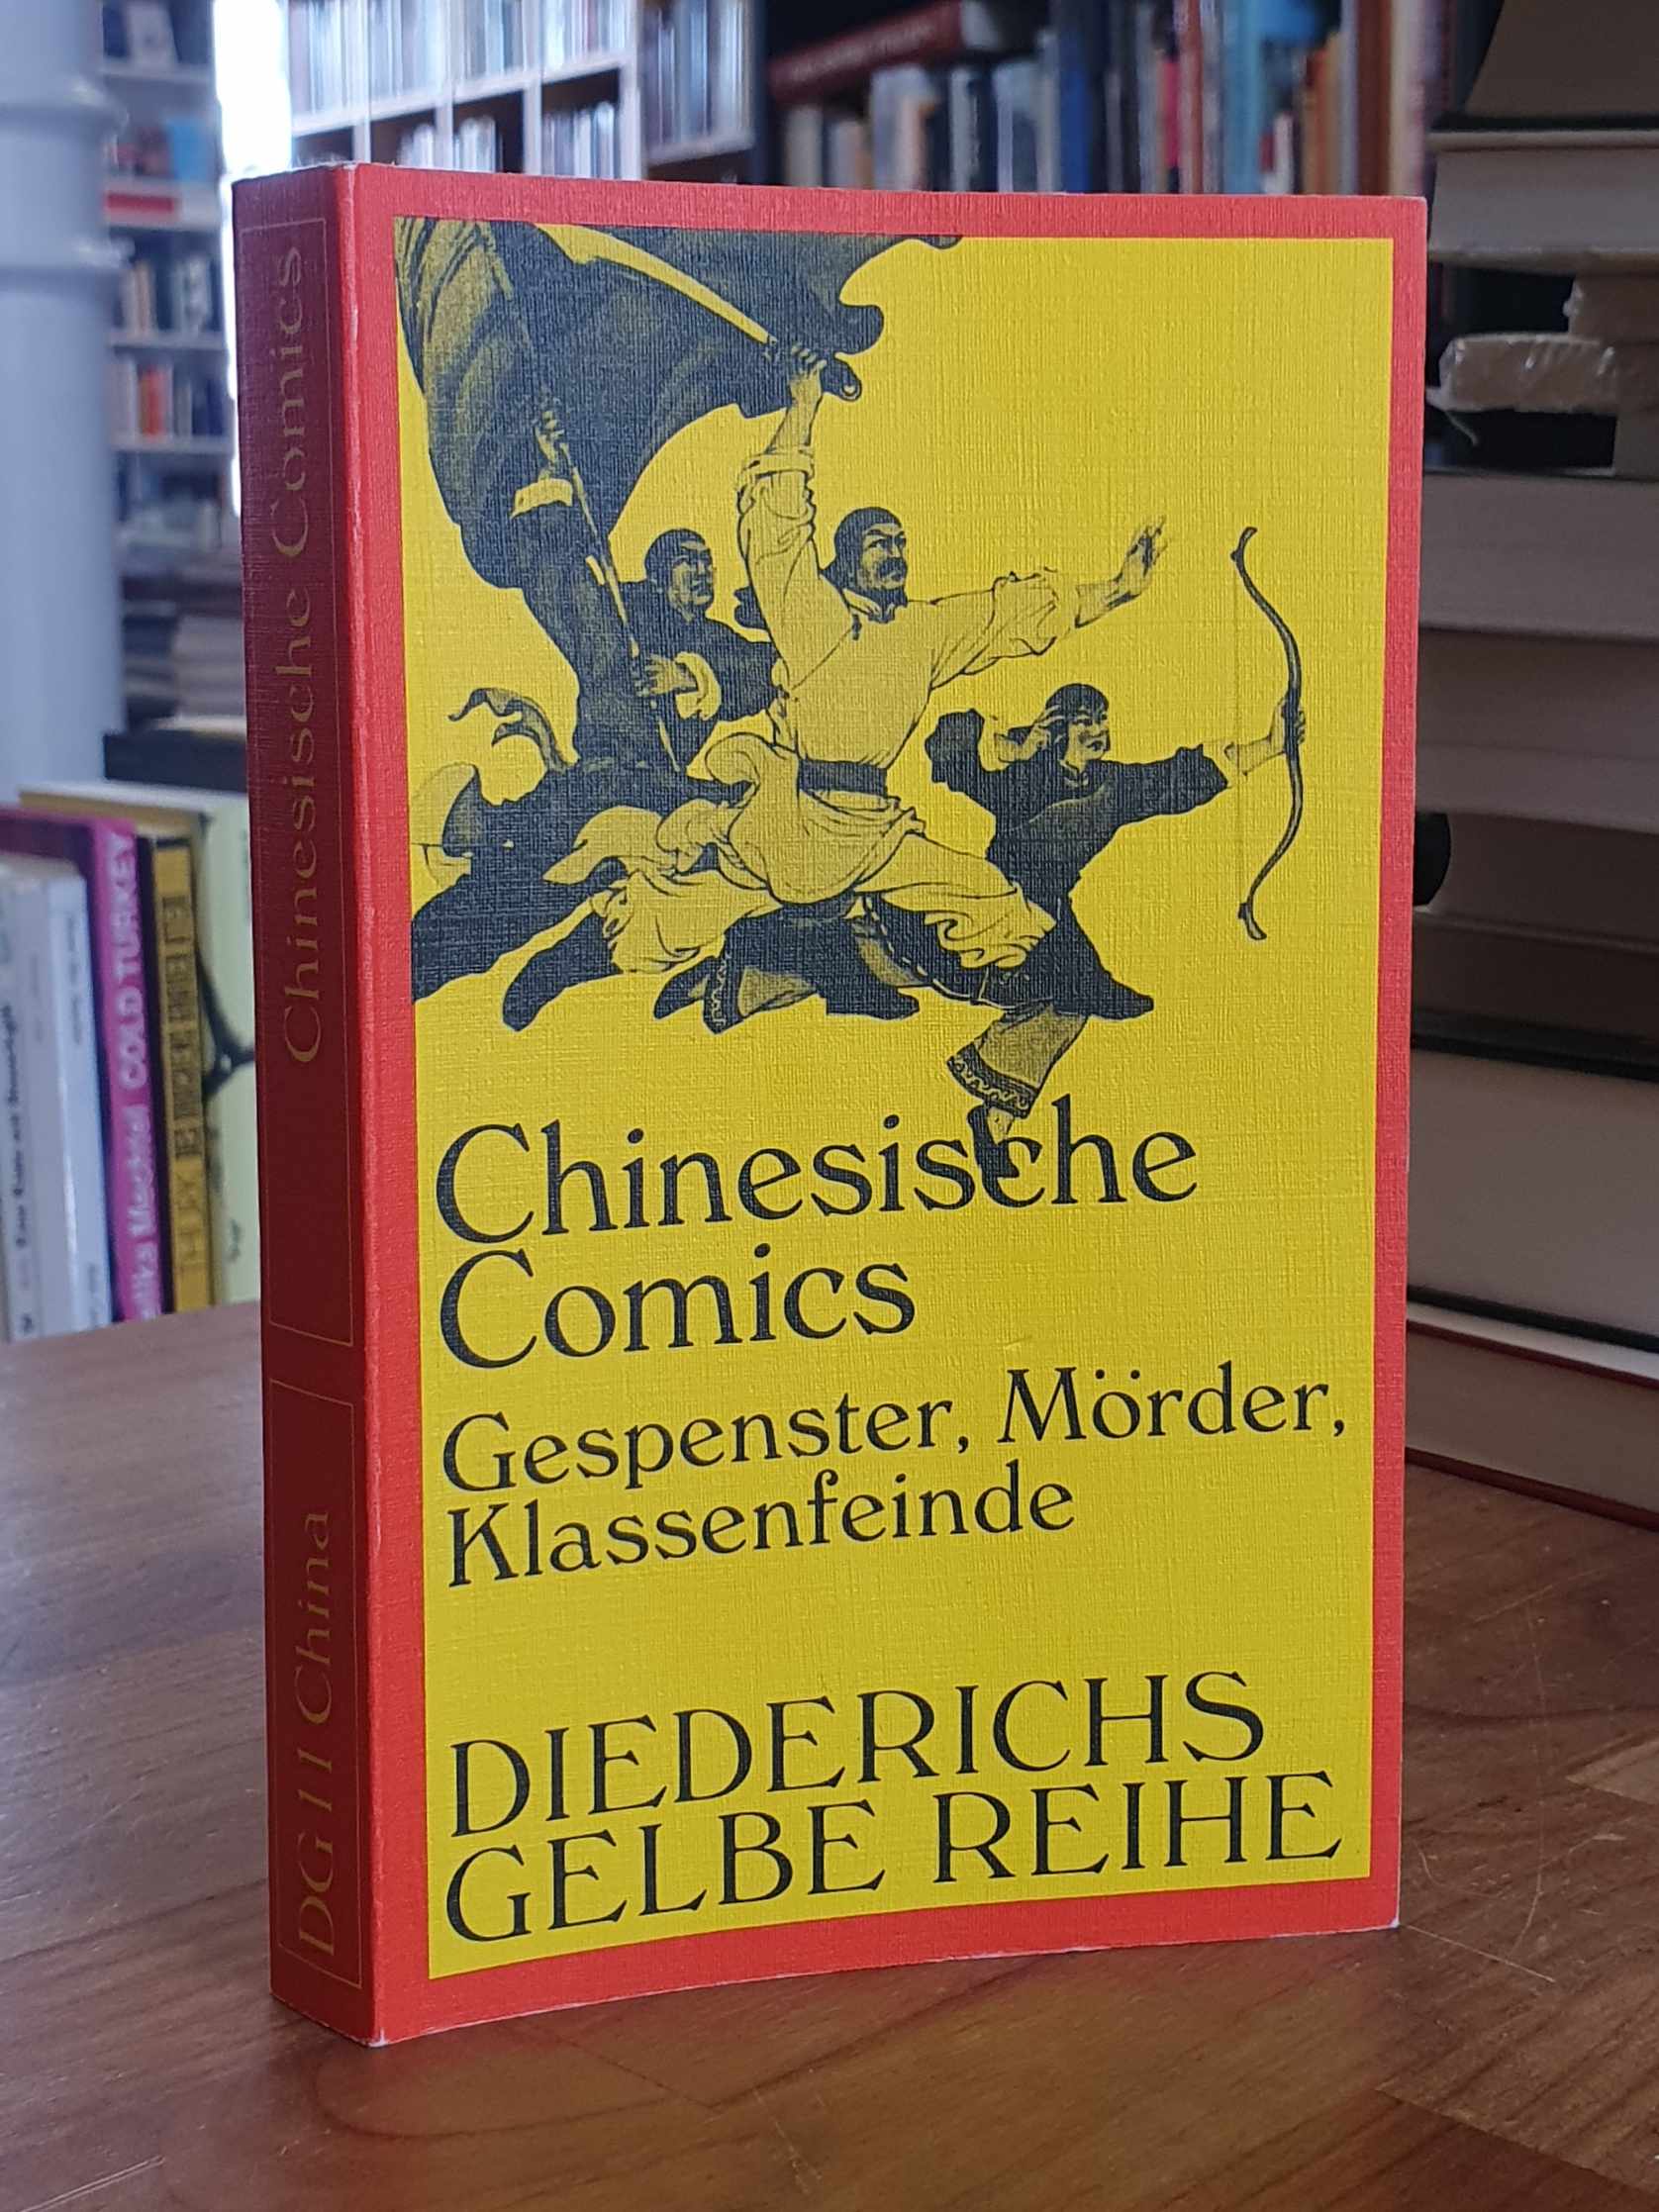 Chinesische
Comics
Gespenster, Mörder,
Klassenfeinde
DIEDERICHS
GELBE REIHE
Chinesische Comics
DG 11 China
COLD TURKEY